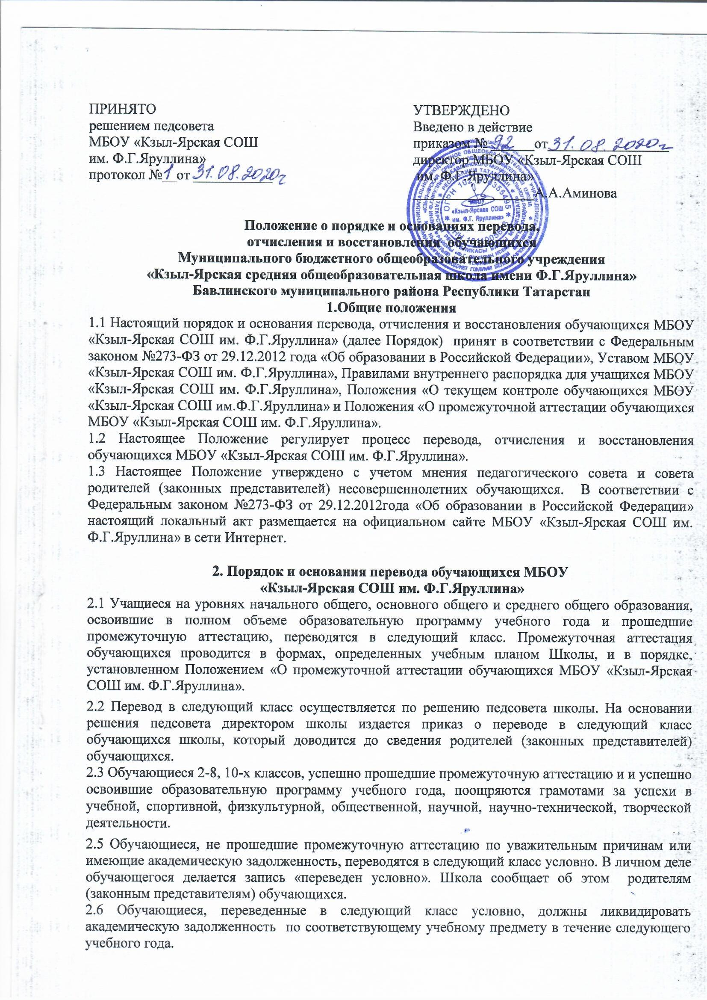 ПРИНЯТО
решением педсовета
МБОУ «Кзыл-Ярская СОШ
им. Ф.Г.Яруллина»
протокол № 1 от 31.08.2020г
УТВЕРЖДЕНО
Введено в действие
приказом № 92 от 31.08.2020г
директор МБОУ «Кзыл-Ярская СОШ
им. Ф.Г.Яруллина»
А.А.Аминова
МБОУ
«Кзыл-Ярская СОШ
им. Ф.Г. Яруллина»
Положение о порядке и основаниях перевода,
отчисления и восстановления обучающихся
Муниципального бюджетного общеобразовательного учреждения
«Кзыл-Ярская средняя общеобразовательная школа имени Ф.Г.Яруллина»
Бавлинского муниципального района Республики Татарстан
1.Общие положения
1.1 Настоящий порядок и основания перевода, отчисления и восстановления обучающихся МБОУ
«Кзыл-Ярская СОШ им. Ф.Г.Яруллина» (далее Порядок) принят в соответствии с Федеральным
законом №273-ФЗ от 29.12.2012 года «Об образовании в Российской Федерации», Уставом МБОУ
«Кзыл-Ярская СОШ им. Ф.Г.Яруллина», Правилами внутреннего распорядка для учащихся МБОУ
«Кзыл-Ярская СОШ им. Ф.Г.Яруллина», Положения «О текущем контроле обучающихся МБОУ
«Кзыл-Ярская СОШ им.Ф.Г.Яруллина» и Положения «О промежуточной аттестации обучающихся
МБОУ «Кзыл-Ярская СОШ им. Ф.Г.Яруллина».
1.2 Настоящее Положение регулирует процесс перевода, отчисления и восстановления
обучающихся МБОУ «Кзыл-Ярская СОШ им. Ф.Г.Яруллина».
1.3 Настоящее Положение утверждено с учетом мнения педагогического совета и совета
родителей (законных представителей) несовершеннолетних обучающихся. В соответствии с
Федеральным законом №273-ФЗ от 29.12.2012года «Об образовании в Российской Федерации»
настоящий локальный акт размещается на официальном сайте МБОУ «Кзыл-Ярская СОШ им.
Ф.Г.Яруллина» в сети Интернет.
2. Порядок и основания перевода обучающихся МБОУ
«Кзыл-Ярская СОШ им. Ф.Г.Яруллина»
2.1 Учащиеся на уровнях начального общего, основного общего и среднего общего образования,
освоившие в полном объеме образовательную программу учебного года и прошедшие
промежуточную аттестацию, переводятся в следующий класс. Промежуточная аттестация
обучающихся проводится в формах, определенных учебным планом Школы, и в порядке,
установленном Положением «О промежуточной аттестации обучающихся МБОУ «Кзыл-Ярская
СОШ им. Ф.Г.Яруллина».
2.2 Перевод в следующий класс осуществляется по решению педсовета школы. На основании
решения педсовета директором школы издается приказ о переводе в следующий класс
обучающихся школы, который доводится до сведения родителей (законных представителей)
обучающихся.
2.3 Обучающиеся 2-8, 10-х классов, успешно прошедшие промежуточную аттестацию и и успешно
освоившие образовательную программу учебного года, поощряются грамотами за успехи в
учебной, спортивной, физкультурной, общественной, научной, научно-технической, творческой
деятельности.
2.5 Обучающиеся, не прошедшие промежуточную аттестацию по уважительным причинам или
имеющие академическую задолженность, переводятся в следующий класс условно. В личном деле
обучающегося делается запись «переведен условно». Школа сообщает об этом родителям
(законным представителям) обучающихся.
2.6 Обучающиеся, переведенные в следующий класс условно, должны ликвидировать
академическую задолженность по соответствующему учебному предмету в течение следующего
учебного года.